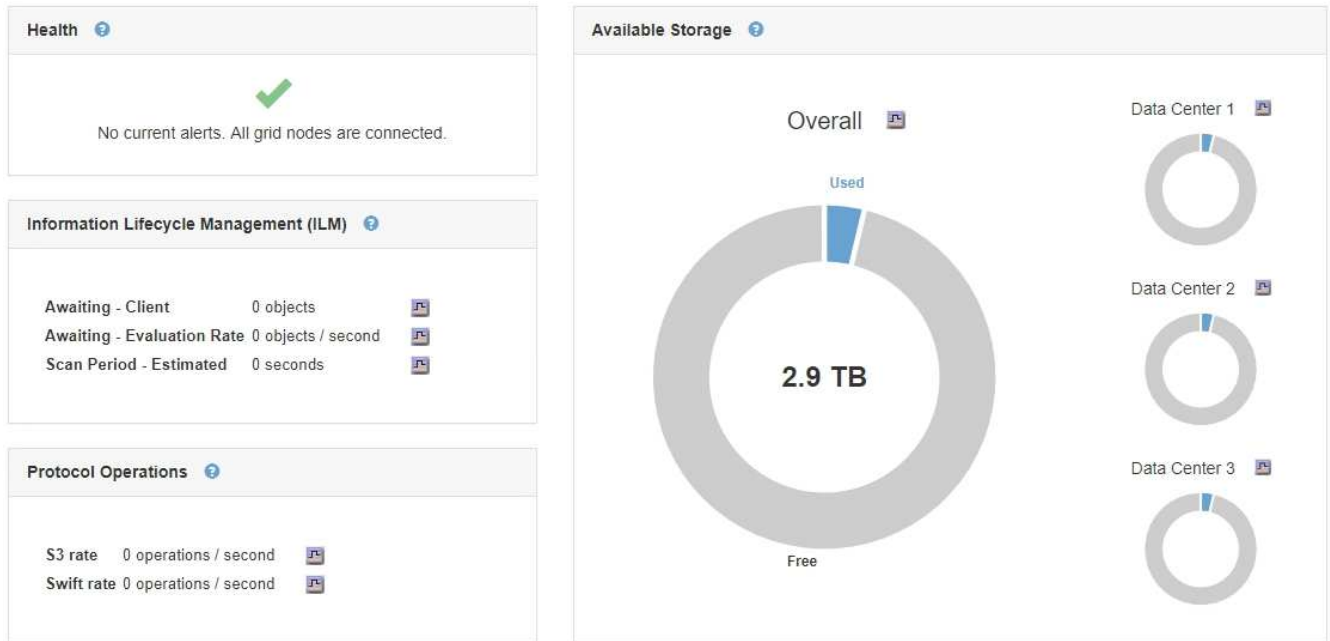 Health
No current alerts. All grid nodes are connected.
Information Lifecycle Management (ILM)
Awaiting - Client 0 objects
Awaiting - Evaluation Rate 0 objects / second
Scan Period - Estimated 0 seconds
Protocol Operations
S3 rate 0 operations / second
Swift rate 0 operations / second
Available Storage
Overall
Used
2.9 TB
Free
Data Center 1
Data Center 2
Data Center 3